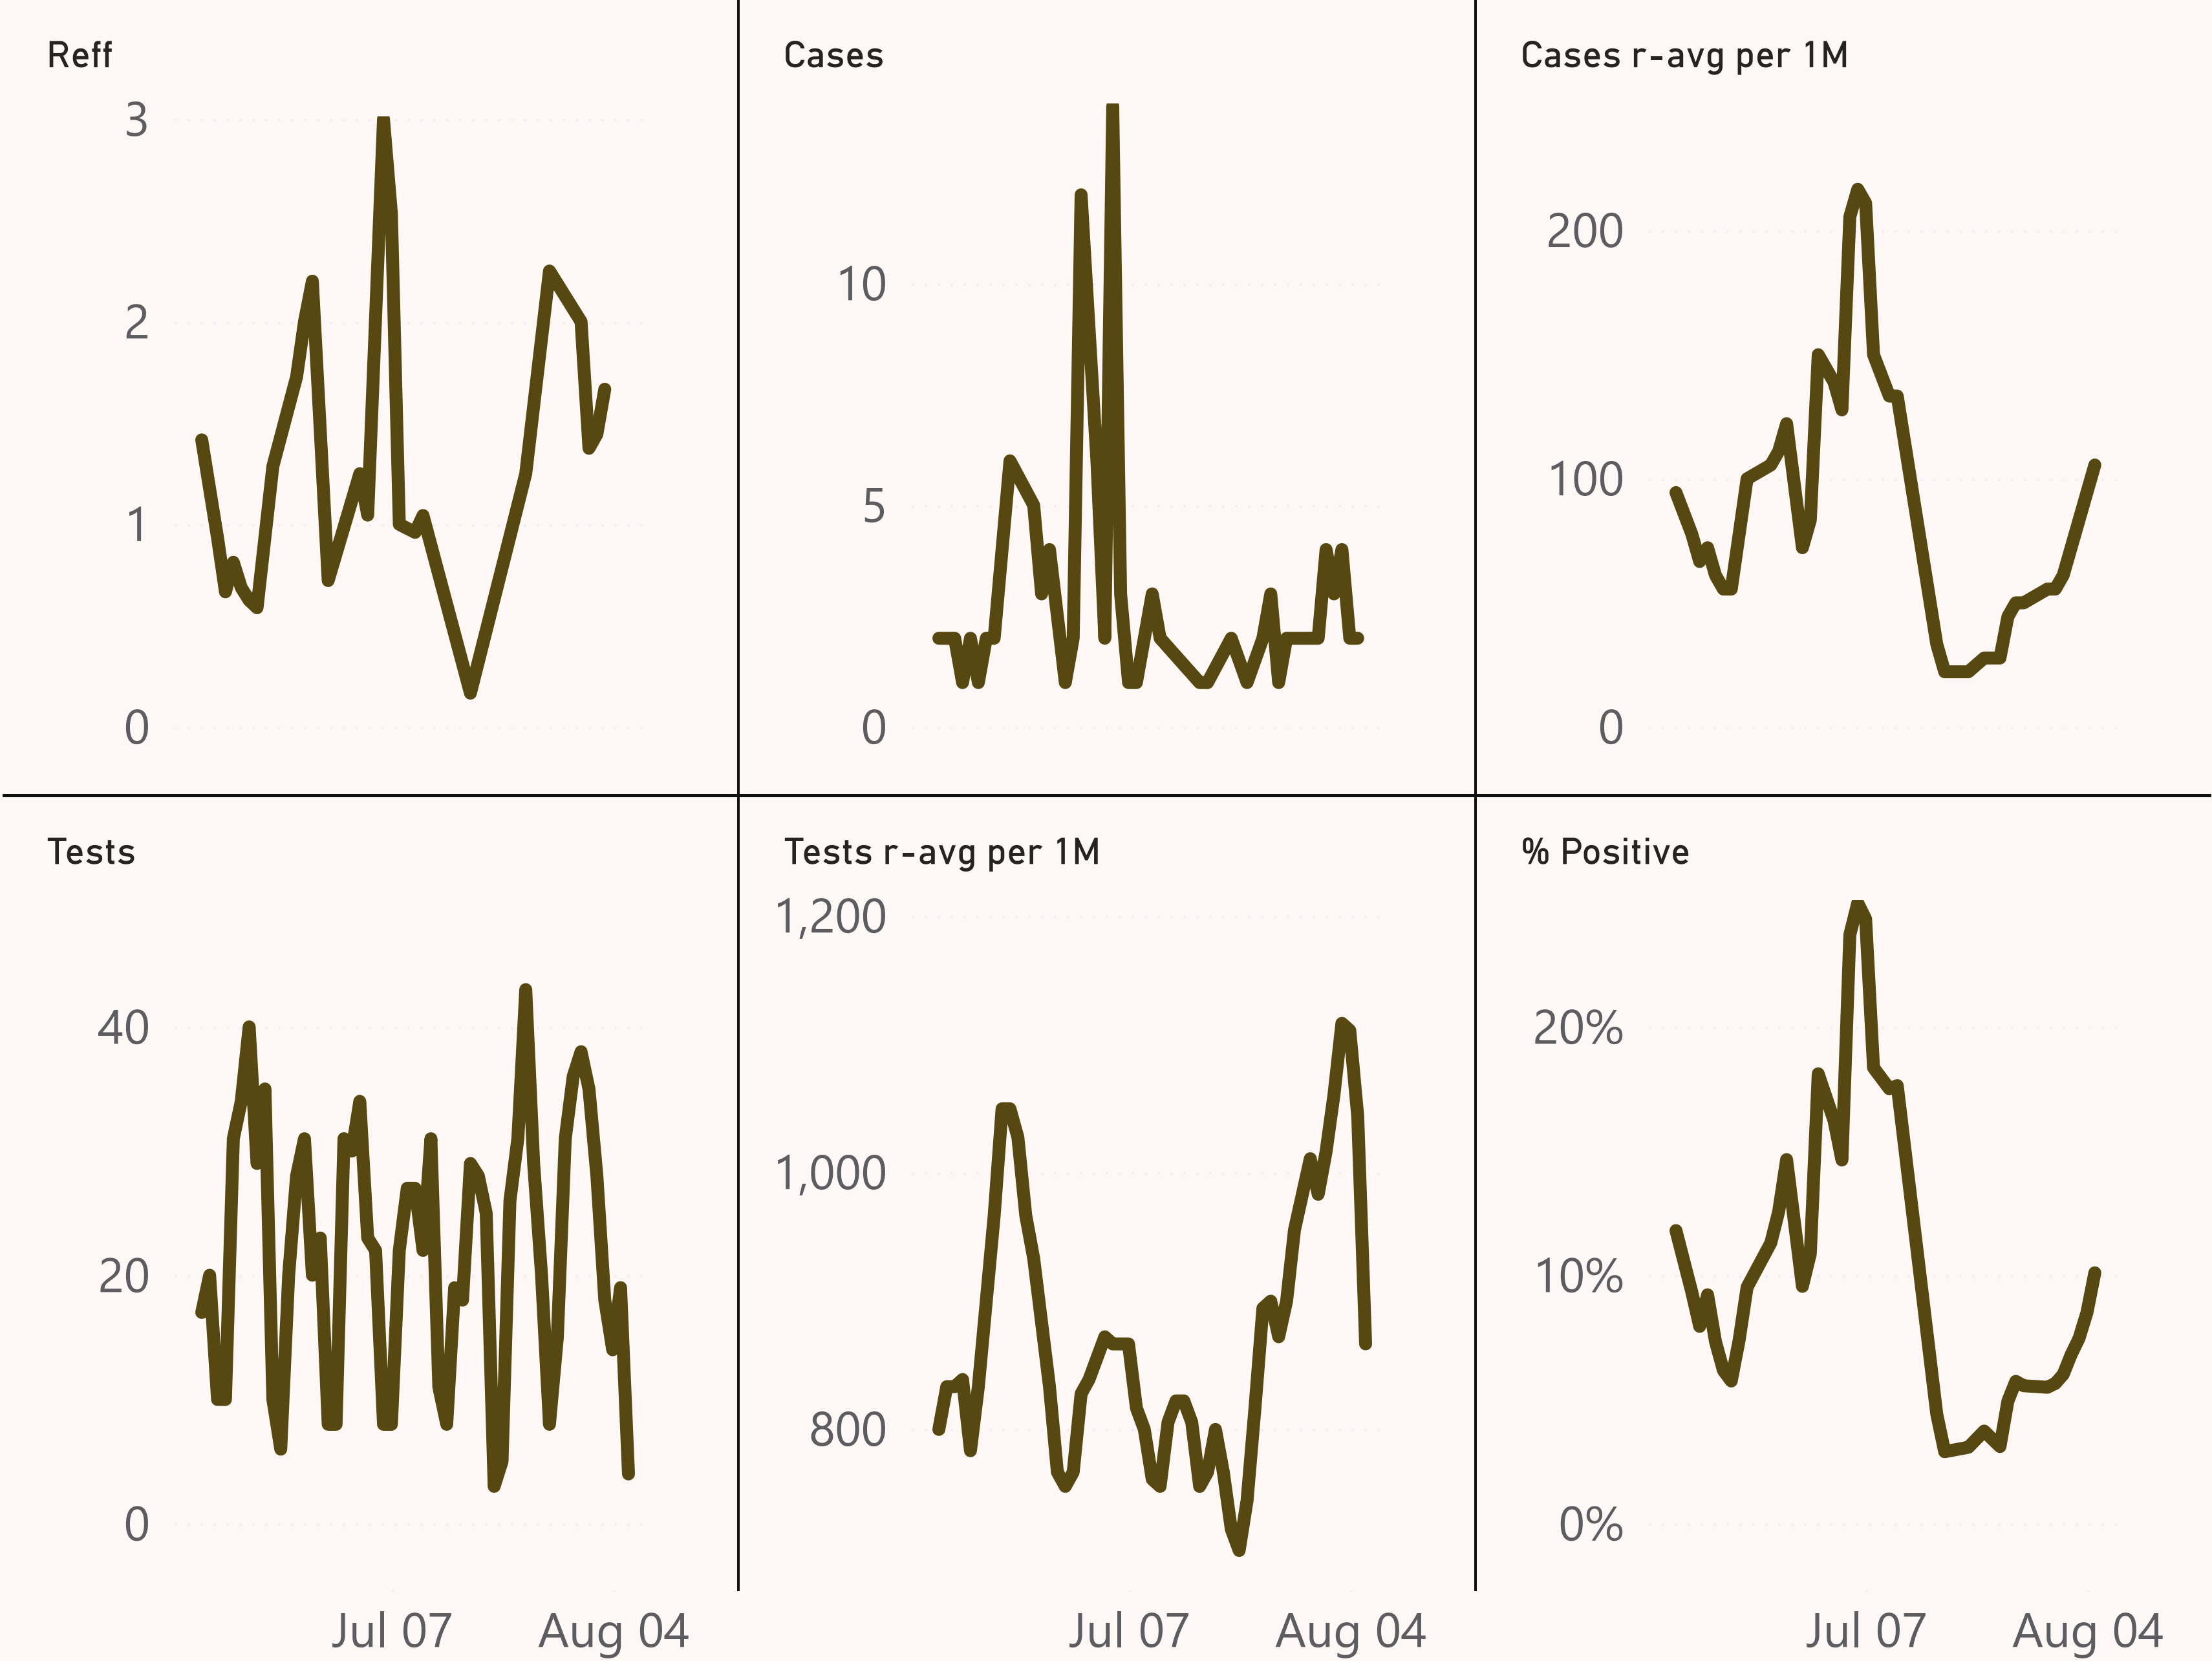 Reff
3
2
1
0
Cases
10
5
0
Cases r-avg per 1M
200
100
0
Tests
40
20
0
Jul 07 Aug 04
Tests r-avg per 1M
1,200
1,000
800
Jul 07 Aug 04
% Positive
20%
10%
0%
Jul 07 Aug 04